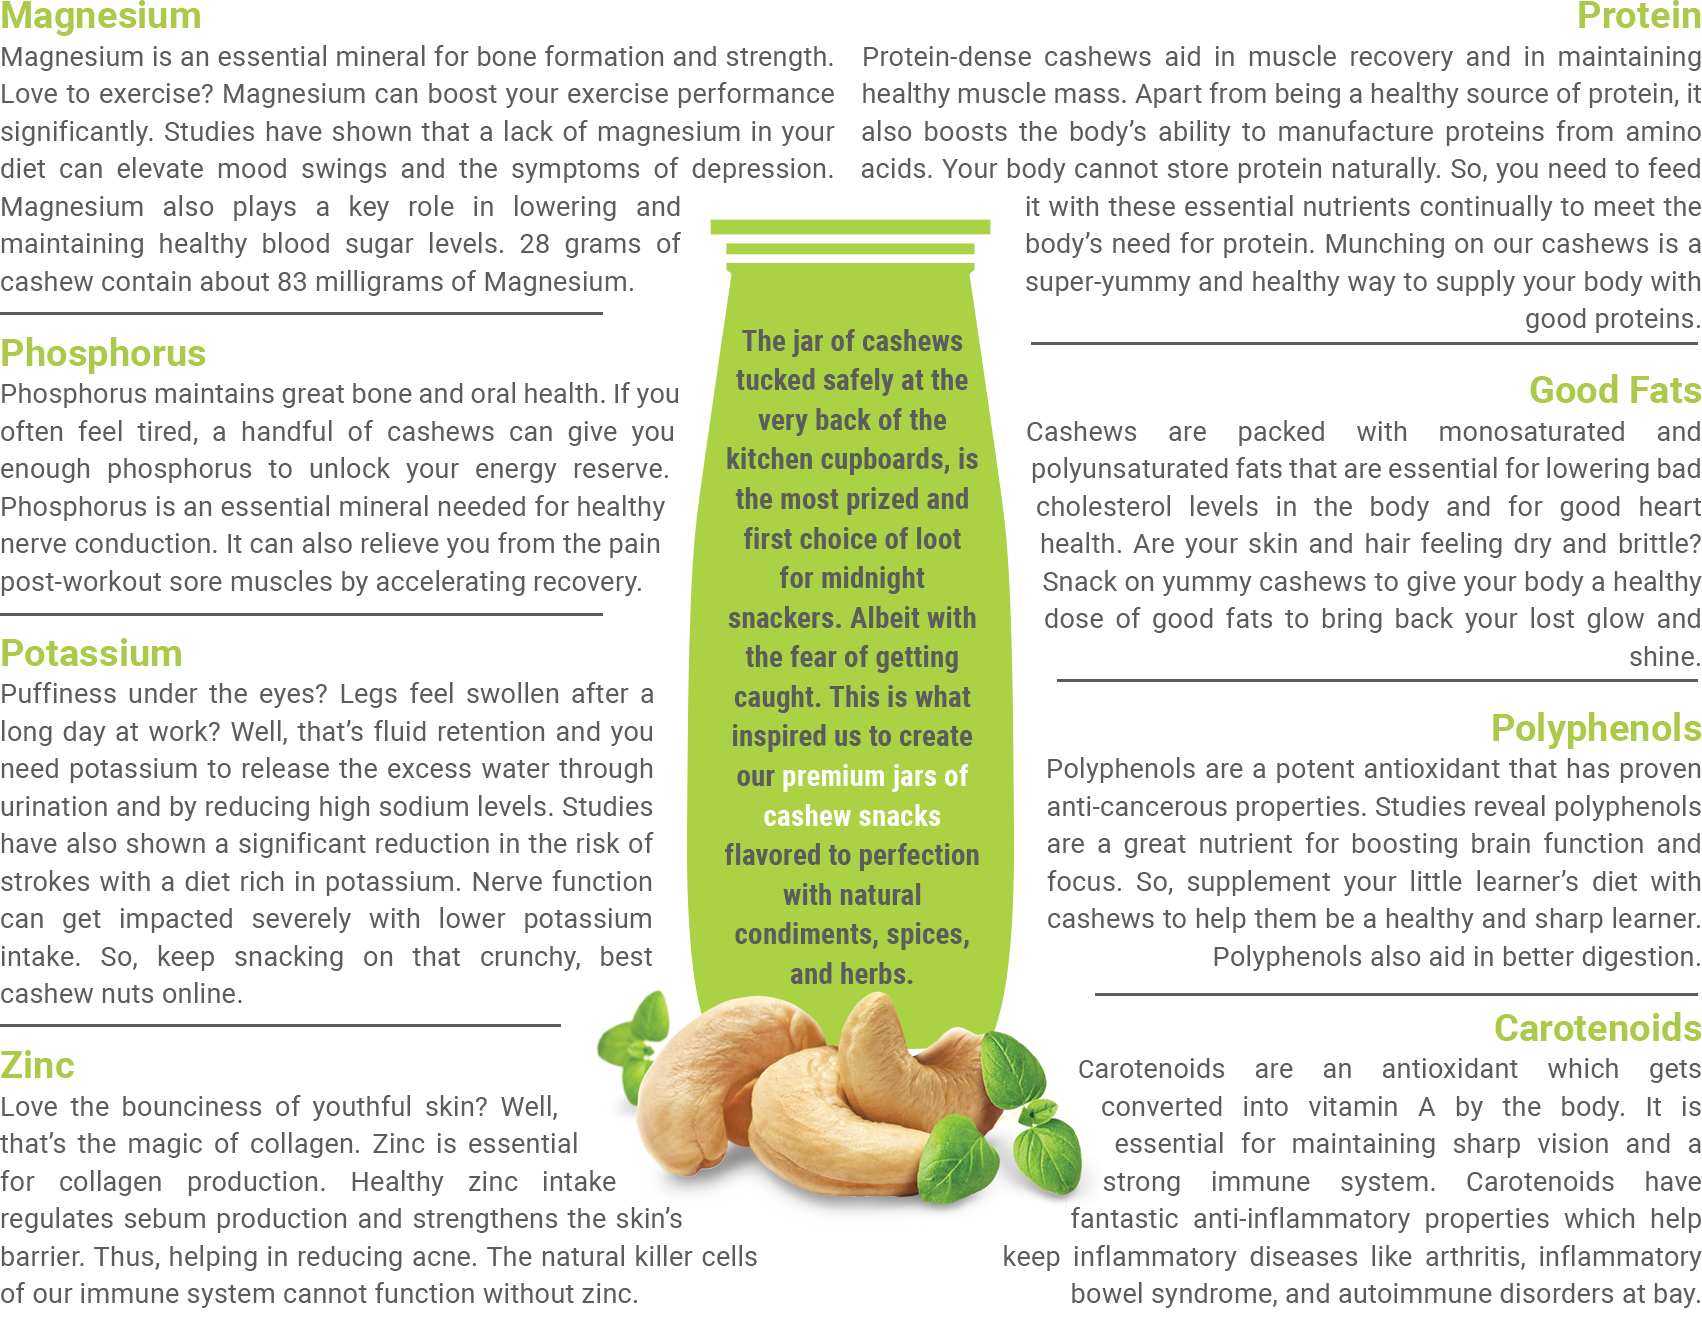 Magnesium
Magnesium is an essential mineral for bone formation and strength.
Love to exercise? Magnesium can boost your exercise performance
significantly. Studies have shown that a lack of magnesium in your
diet can elevate mood swings and the symptoms of depression.
Magnesium also plays a key role in lowering and
maintaining healthy blood sugar levels. 28 grams of
cashew contain about 83 milligrams of Magnesium.
Phosphorus
Phosphorus maintains great bone and oral health. If you
often feel tired, a handful of cashews can give you
enough phosphorus to unlock your energy reserve.
Phosphorus is an essential mineral needed for healthy
nerve conduction. It can also relieve you from the pain
post-workout sore muscles by accelerating recovery.
Potassium
Puffiness under the eyes? Legs feel swollen after a
long day at work? Well, that’s fluid retention and you
need potassium to release the excess water through
urination and by reducing high sodium levels. Studies
have also shown a significant reduction in the risk of
strokes with a diet rich in potassium. Nerve function
can get impacted severely with lower potassium
intake. So, keep snacking on that crunchy, best
cashew nuts online.
Zinc
Love the bounciness of youthful skin? Well,
that’s the magic of collagen. Zinc is essential
for collagen production. Healthy zinc intake
regulates sebum production and strengthens the skin’s
barrier. Thus, helping in reducing acne. The natural killer cells
of our immune system cannot function without zinc.
The jar of cashews
tucked safely at the
very back of the
kitchen cupboards, is
the most prized and
first choice of loot
for midnight
snackers. Albeit with
the fear of getting
caught. This is what
inspired us to create
our premium jars of
cashew snacks
flavored to perfection
with natural
condiments, spices,
and herbs.
Protein
Protein-dense cashews aid in muscle recovery and in maintaining
healthy muscle mass. Apart from being a healthy source of protein, it
also boosts the body’s ability to manufacture proteins from amino
acids. Your body cannot store protein naturally. So, you need to feed
it with these essential nutrients continually to meet the
body’s need for protein. Munching on our cashews is a
super-yummy and healthy way to supply your body with
good proteins.
Good Fats
Cashews are packed with monosaturated and
polyunsaturated fats that are essential for lowering bad
cholesterol levels in the body and for good heart
health. Are your skin and hair feeling dry and brittle?
Snack on yummy cashews to give your body a healthy
dose of good fats to bring back your lost glow and
shine.
Polyphenols
Polyphenols are a potent antioxidant that has proven
anti-cancerous properties. Studies reveal polyphenols
are a great nutrient for boosting brain function and
focus. So, supplement your little learner’s diet with
cashews to help them be a healthy and sharp learner.
Polyphenols also aid in better digestion.
Carotenoids
Carotenoids are an antioxidant which gets
converted into vitamin A by the body. It is
essential for maintaining sharp vision and a
strong immune system. Carotenoids have
fantastic anti-inflammatory properties which help
keep inflammatory diseases like arthritis, inflammatory
bowel syndrome, and autoimmune disorders at bay.